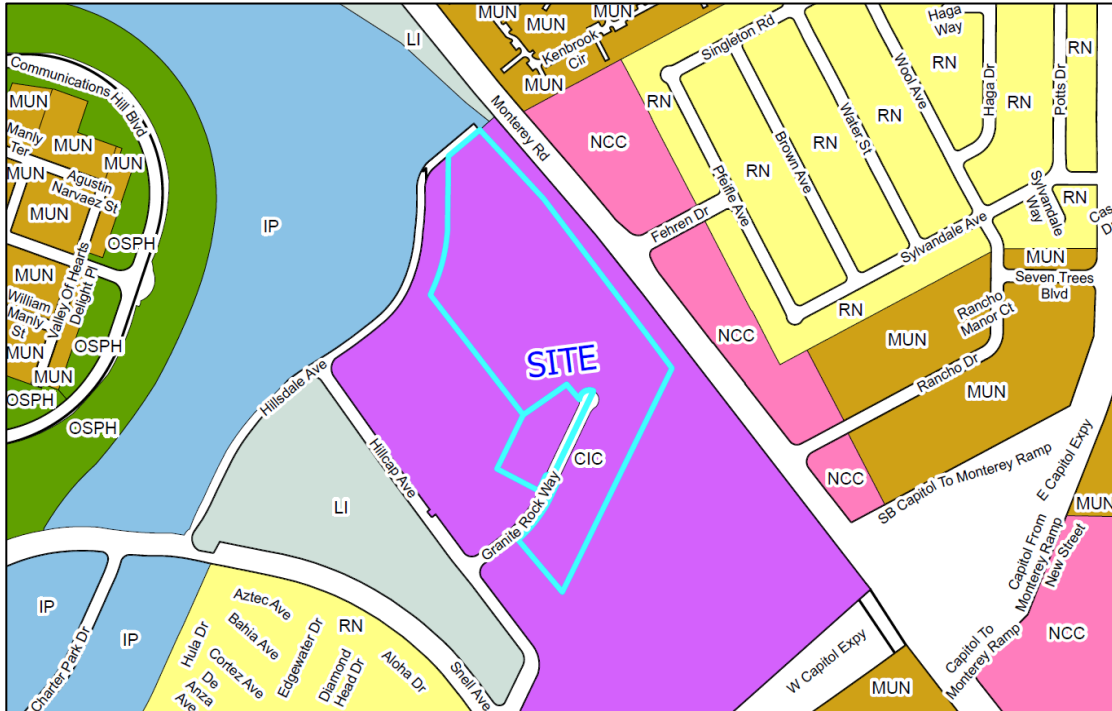 MUN
MUN
MUN
Kenbrook
Cir
MUN
LI
Singleton Rd
Haga
Way
RN
RN
Wool Ave
Haga Dr
Potts Dr
Communications
Hill Blvd
MUN
MUN
Manly
Ter
MUN
MUN
Agustin
Narvaez St
MUN
OSPH
Monterey Rd
NCC
RN
RN
RN
RN
Water St
Brown Ave
RN
Pfeifle Ave
Sylvandale
Way
RN
IP
Fehren Dr
Sylvandale Ave
Cas
D
MUN
Seven Trees
Blvd
MUN
Valley Of Hearts
Delight Pl
William
Manly
St
OSPH
MUN
MUN
OSPH
OSPH
RN
Rancho
Manor Ct
MUN
NCC
Rancho Dr
MUN
SITE
Hillsdale Ave
Hillcap Ave
CIC
Granite Rock Way
LI
NCC
SB Capitol To Monterey Ramp
E Capitol Expy
MUN
Capitol From
Monterey Ramp
New Street
IP
IP
Charter Park Dr
Aztec Ave
RN
Bahia Ave
Hula Dr
Cortez Ave
De
Anza
Ave
Edgewater Dr
Diamond
Head Dr
Aloha Dr
Snell Ave
W Capitol Expy
Capitol To
Monterey Ramp
NCC
MUN